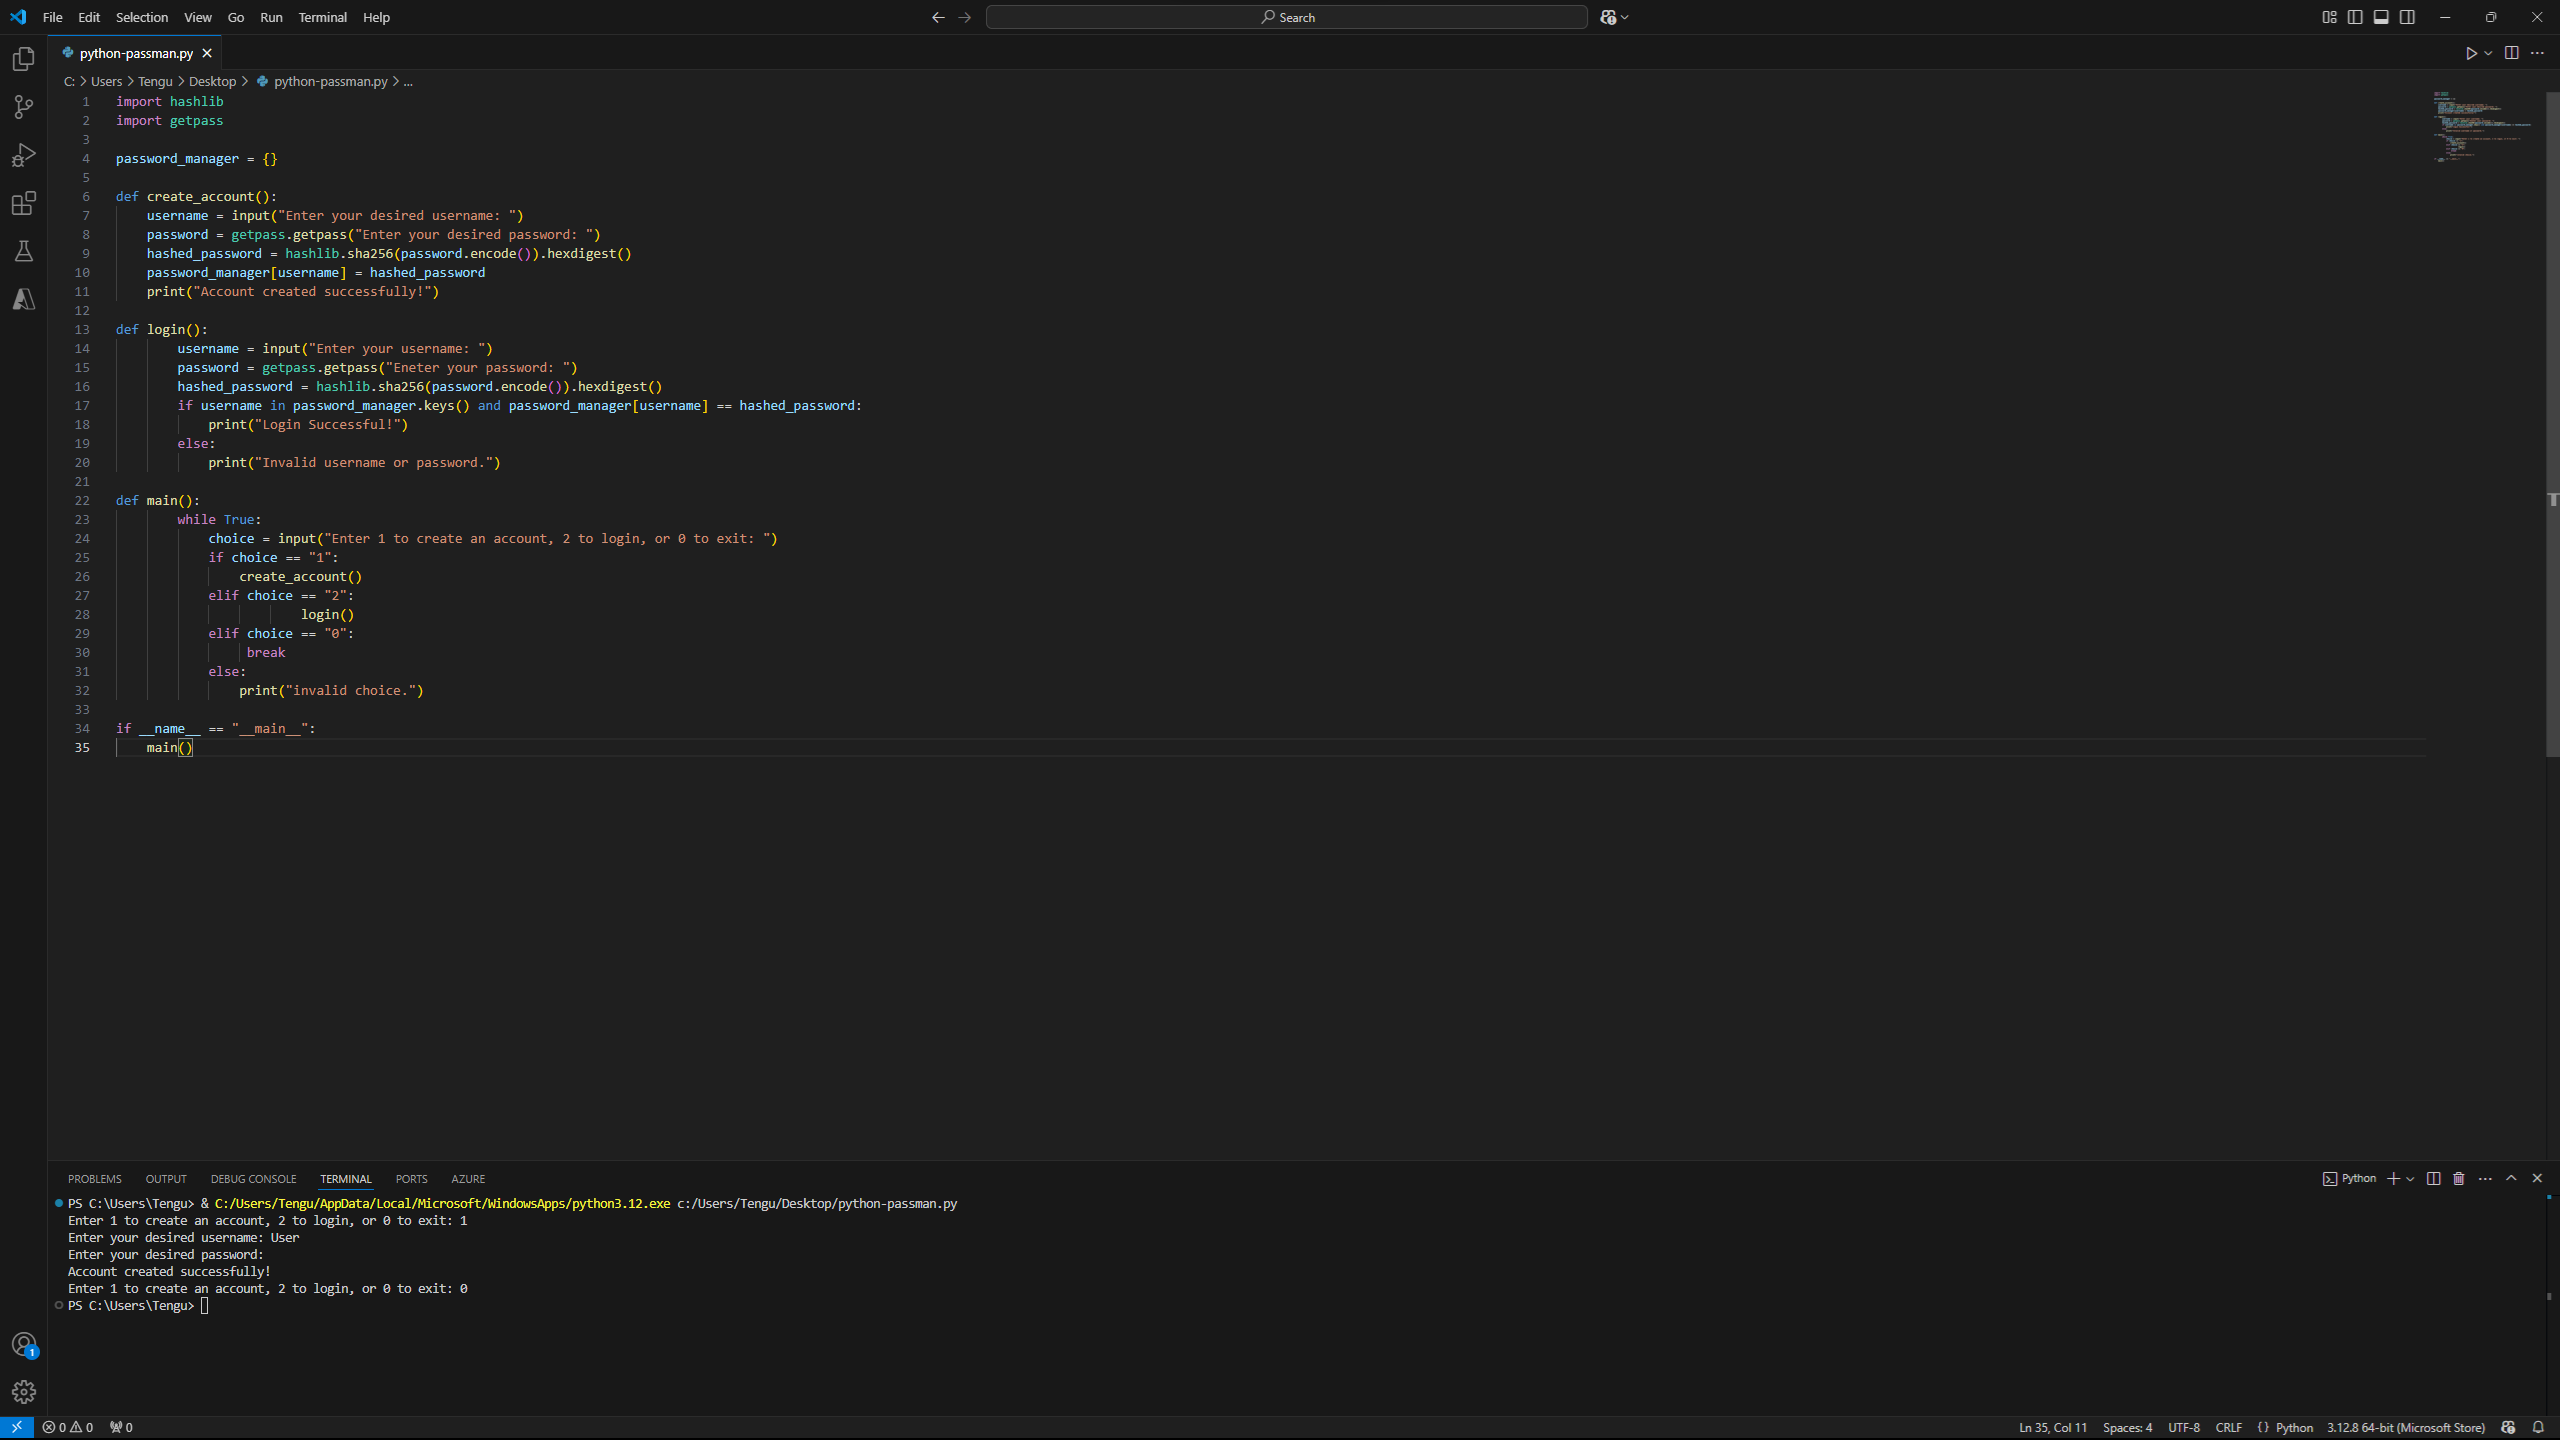 File Edit Selection View Go Run Terminal Help Search
python-passman.py
C: > Users > Tengu > Desktop > python-passman.py > ...
1 import hashlib
2 import getpass
3
4 password_manager = {}
5
6 def create_account():
7     username = input("Enter your desired username: ")
8     password = getpass.getpass("Enter your desired password: ")
9     hashed_password = hashlib.sha256(password.encode()).hexdigest()
10     password_manager[username] = hashed_password
11     print("Account created successfully!")
12
13 def login():
14         username = input("Enter your username: ")
15         password = getpass.getpass("Eneter your password: ")
16         hashed_password = hashlib.sha256(password.encode()).hexdigest()
17         if username in password_manager.keys() and password_manager[username] == hashed_password:
18             print("Login Successful!")
19         else:
20             print("Invalid username or password.")
21
22 def main():
23         while True:
24             choice = input("Enter 1 to create an account, 2 to login, or 0 to exit: ")
25             if choice == "1":
26                 create_account()
27             elif choice == "2":
28                         login()
29             elif choice == "0":
30                  break
31             else:
32                 print("invalid choice.")
33
34 if __name__ == "__main__":
35     main()
PROBLEMS OUTPUT DEBUG CONSOLE TERMINAL PORTS AZURE Python
PS C:\Users\Tengu> & C:/Users/Tengu/AppData/Local/Microsoft/WindowsApps/python3.12.exe c:/Users/Tengu/Desktop/python-passman.py
Enter 1 to create an account, 2 to login, or 0 to exit: 1
Enter your desired username: User
Enter your desired password:
Account created successfully!
Enter 1 to create an account, 2 to login, or 0 to exit: 0
PS C:\Users\Tengu>
1
0 0 0 Ln 35, Col 11 Spaces: 4 UTF-8 CRLF {} Python 3.12.8 64-bit (Microsoft Store)